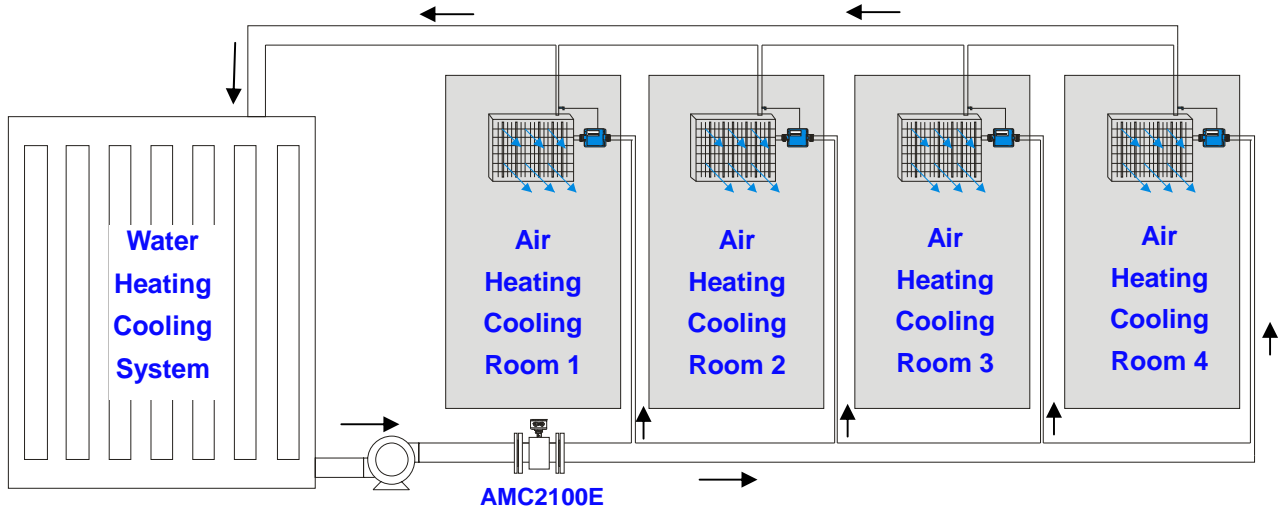 Water
Heating
Cooling
System
Air
Heating
Cooling
Room 1
Air
Heating
Cooling
Room 2
Air
Heating
Cooling
Room 3
Air
Heating
Cooling
Room 4
AMC2100E